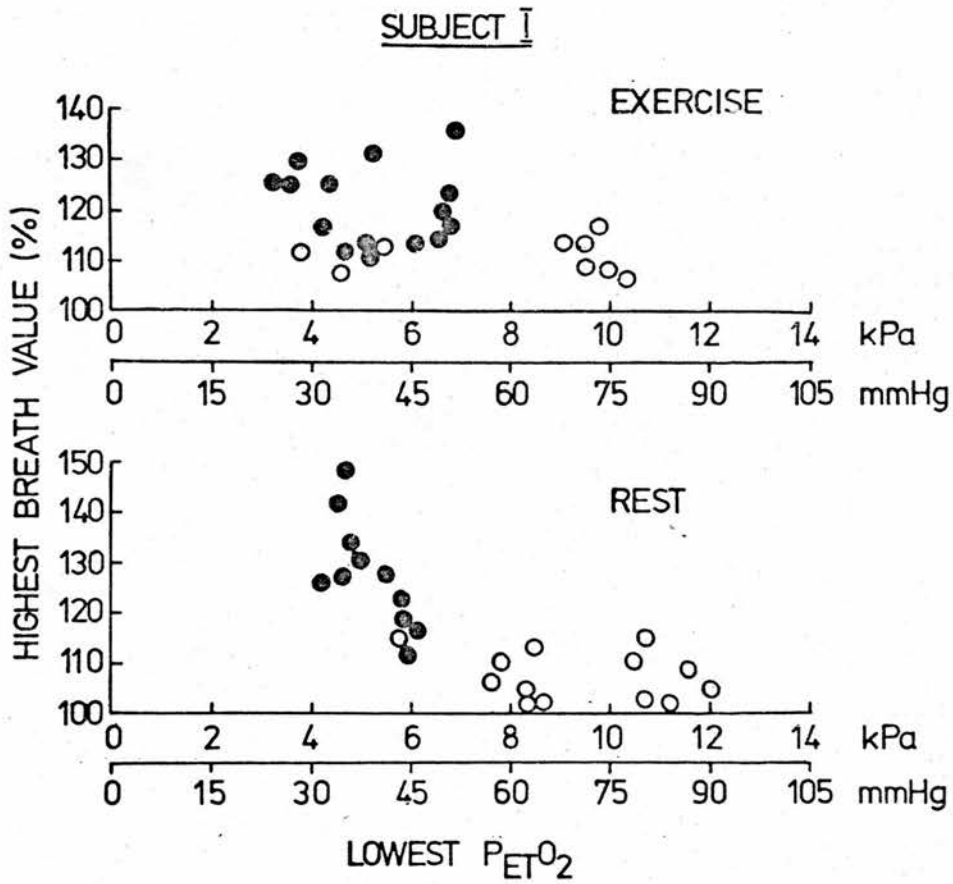 SUBJECT I
EXERCISE
HIGHEST BREATH VALUE (%)
140
130
120
110
100
0 2 4 6 8 10 12 14 kPa
0 15 30 45 60 75 90 105 mmHg
REST
150
140
130
120
110
100
0 2 4 6 8 10 12 14 kPa
0 15 30 45 60 75 90 105 mmHg
LOWEST PETO2